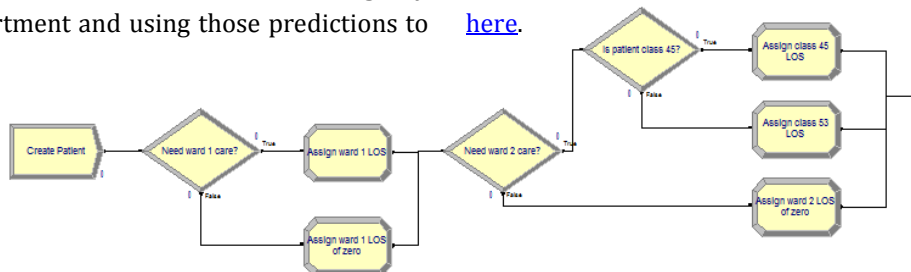 rtment and using those predictions to
here.
Create Patient
Need ward 1 care?
True
False
Assign ward 1 LOS
Assign ward 1 LOS
of zero
Need ward 2 care?
True
False
Is patient class 45?
True
False
Assign class 45
LOS
Assign class 53
LOS
Assign ward 2 LOS
of zero